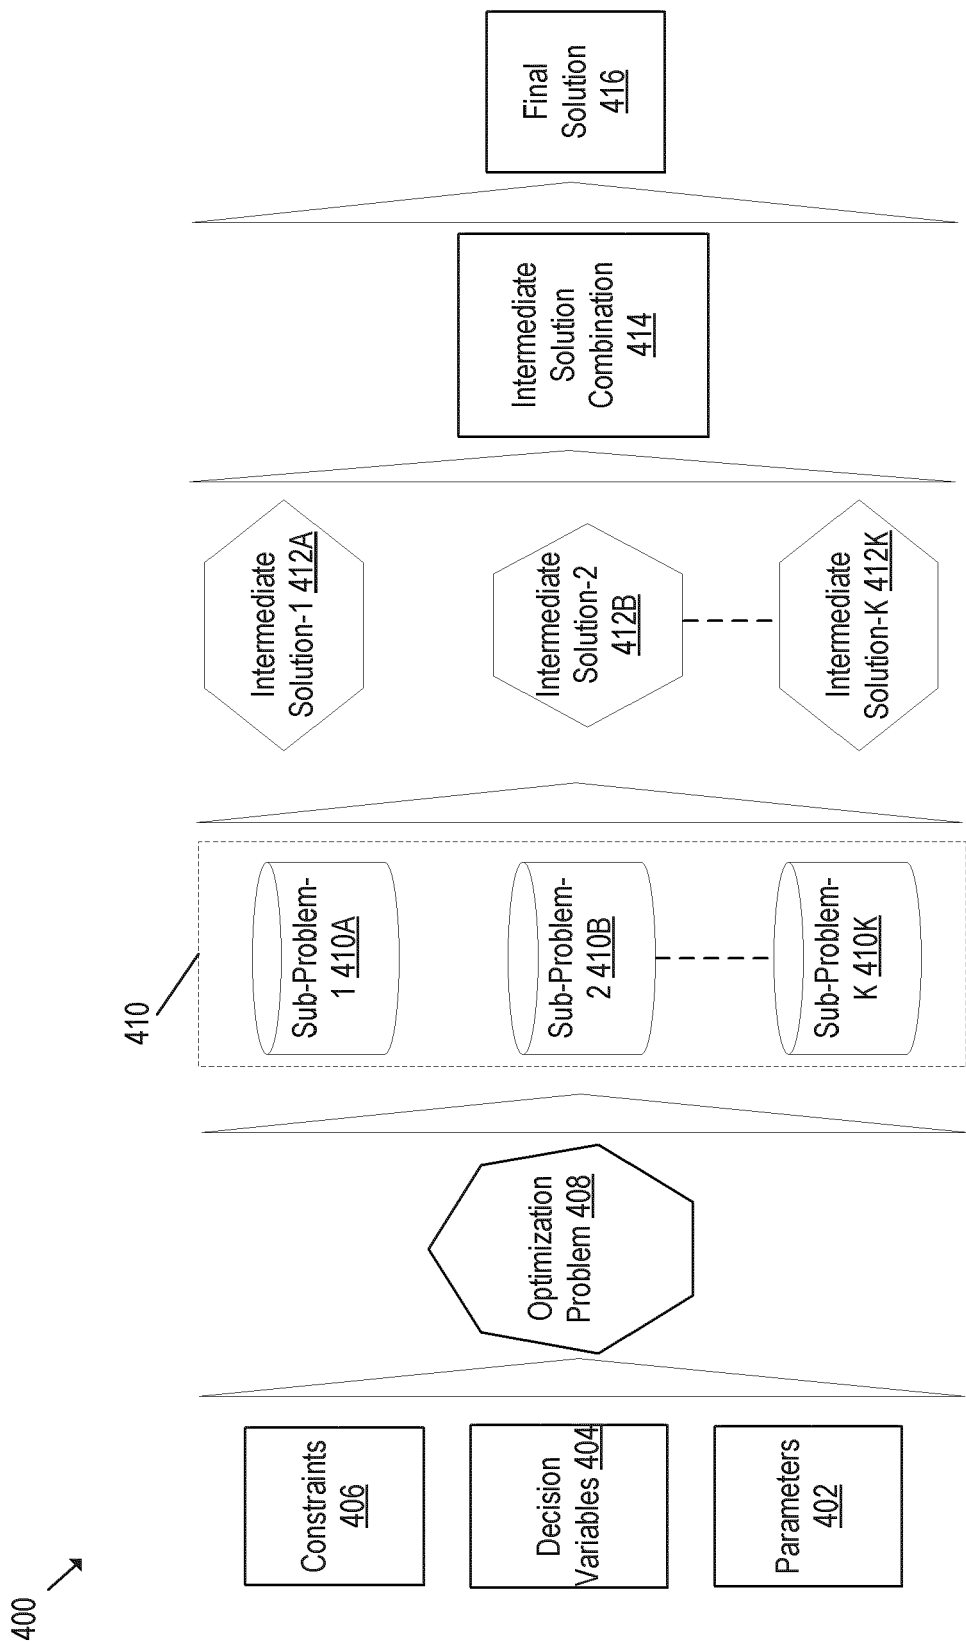 400
Constraints
406
Decision
Variables 404
Parameters
402
Optimization
Problem 408
410
Sub-Problem-
1 410A
Sub-Problem-
2 410B
Sub-Problem-
K 410K
Intermediate
Solution-1 412A
Intermediate
Solution-2
412B
Intermediate
Solution-K 412K
Intermediate
Solution
Combination
414
Final
Solution
416